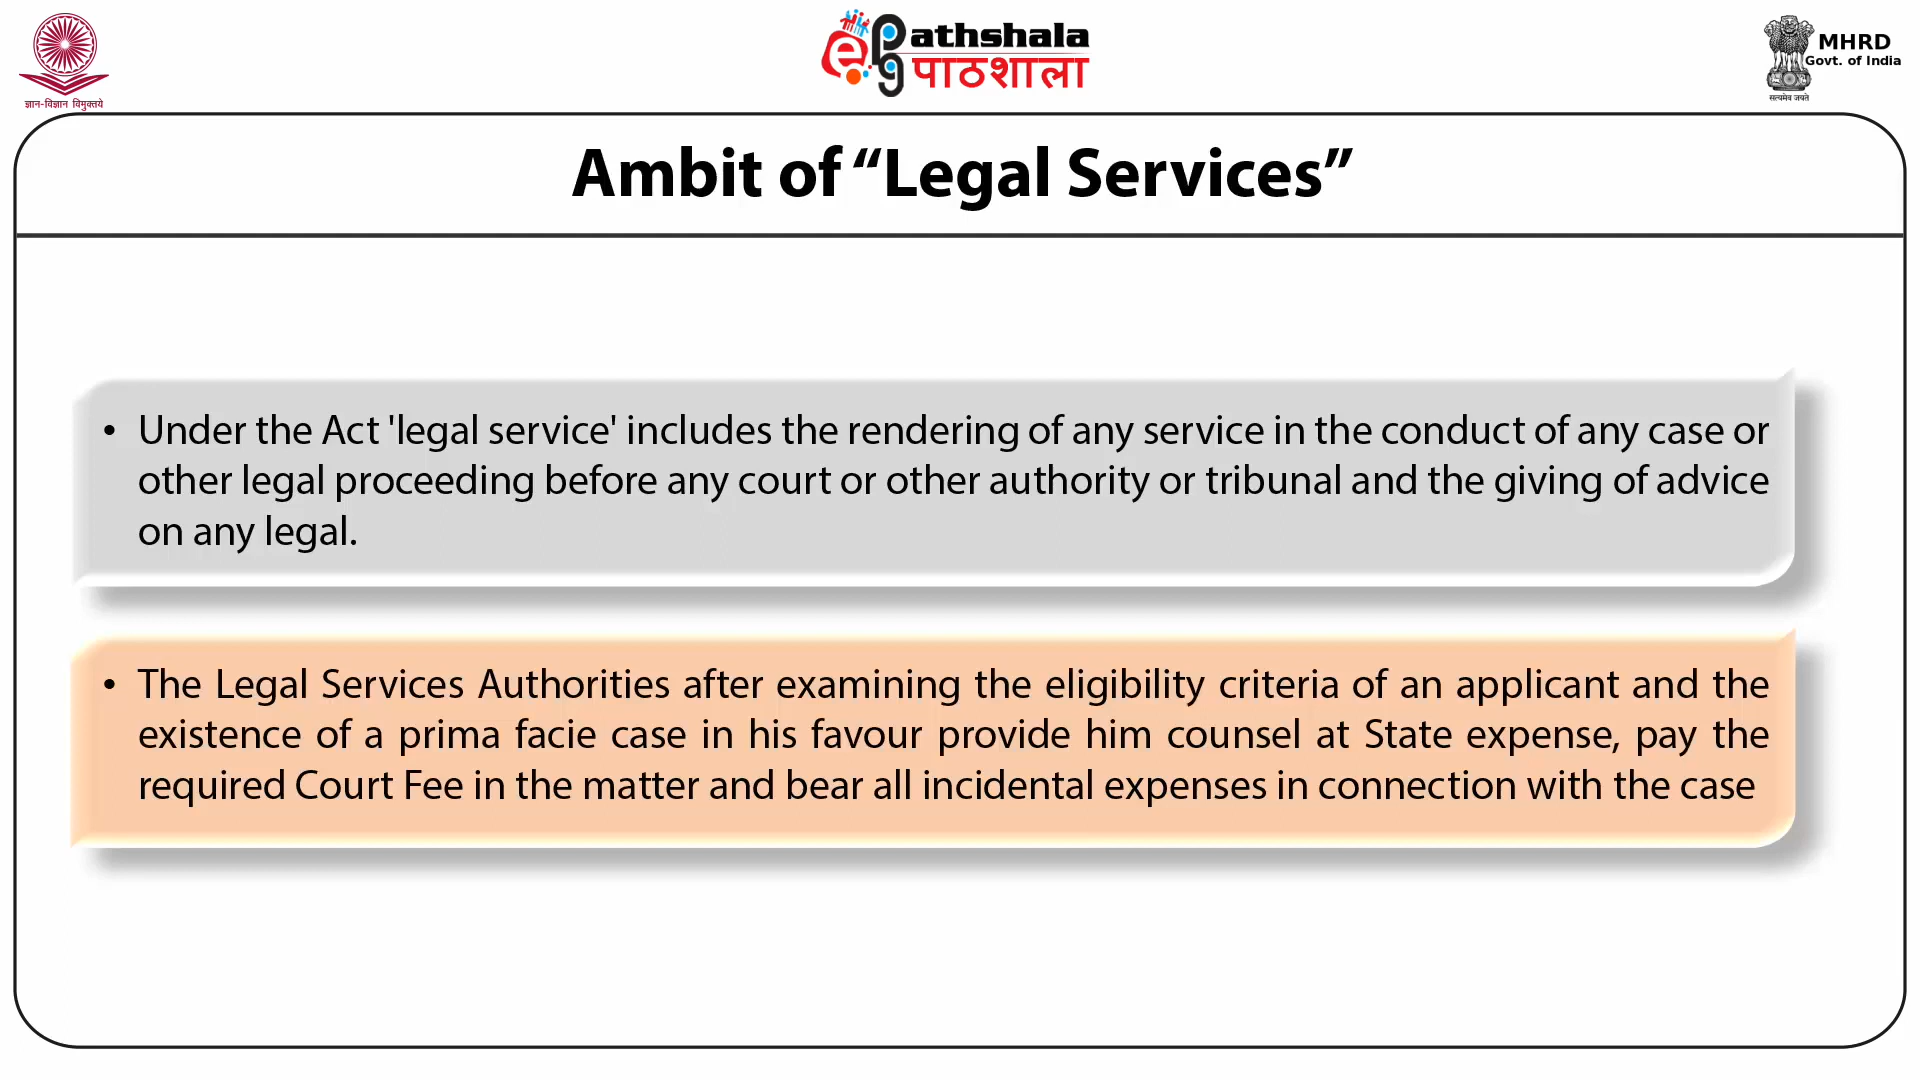 ज्ञान-विज्ञान विमुक्तये
ePG Pathshala
पाठशाला
MHRD
Govt. of India
सत्यमेव जयते
Ambit of “Legal Services”
• Under the Act 'legal service' includes the rendering of any service in the conduct of any case or
other legal proceeding before any court or other authority or tribunal and the giving of advice
on any legal.
• The Legal Services Authorities after examining the eligibility criteria of an applicant and the
existence of a prima facie case in his favour provide him counsel at State expense, pay the
required Court Fee in the matter and bear all incidental expenses in connection with the case